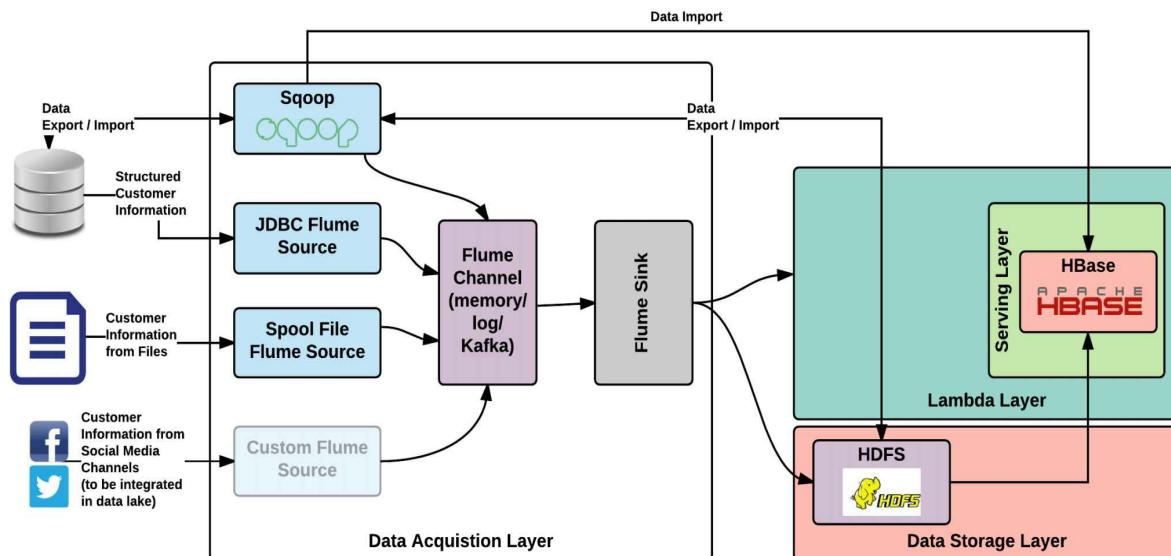 Data Import
Sqoop
sqoop
Data
Export / Import
Data
Export / Import
Structured
Customer
Information
JDBC Flume
Source
Flume
Channel
(memory/
log/
Kafka)
Flume Sink
Serving Layer
HBase
APACHE
HBASE
Customer
Information
from Files
Spool File
Flume Source
Lambda Layer
Customer
Information from
Social Media
Channels
(to be integrated
in data lake)
f
Custom Flume
Source
HDFS
HDFS
Data Acquistion Layer
Data Storage Layer